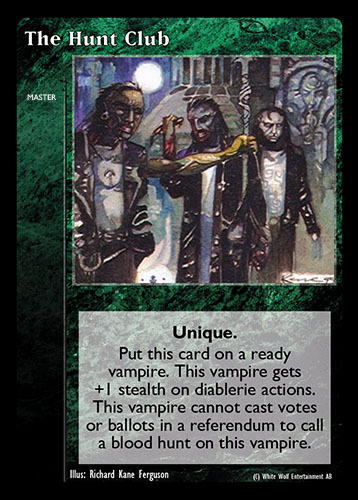 The Hunt Club
MASTER
Unique.
Put this card on a ready
vampire. This vampire gets
+1 stealth on diablerie actions.
This vampire cannot cast votes
or ballots in a referendum to call
a blood hunt on this vampire.
Illus: Richard Kane Ferguson
(C) White Wolf Entertainment AB